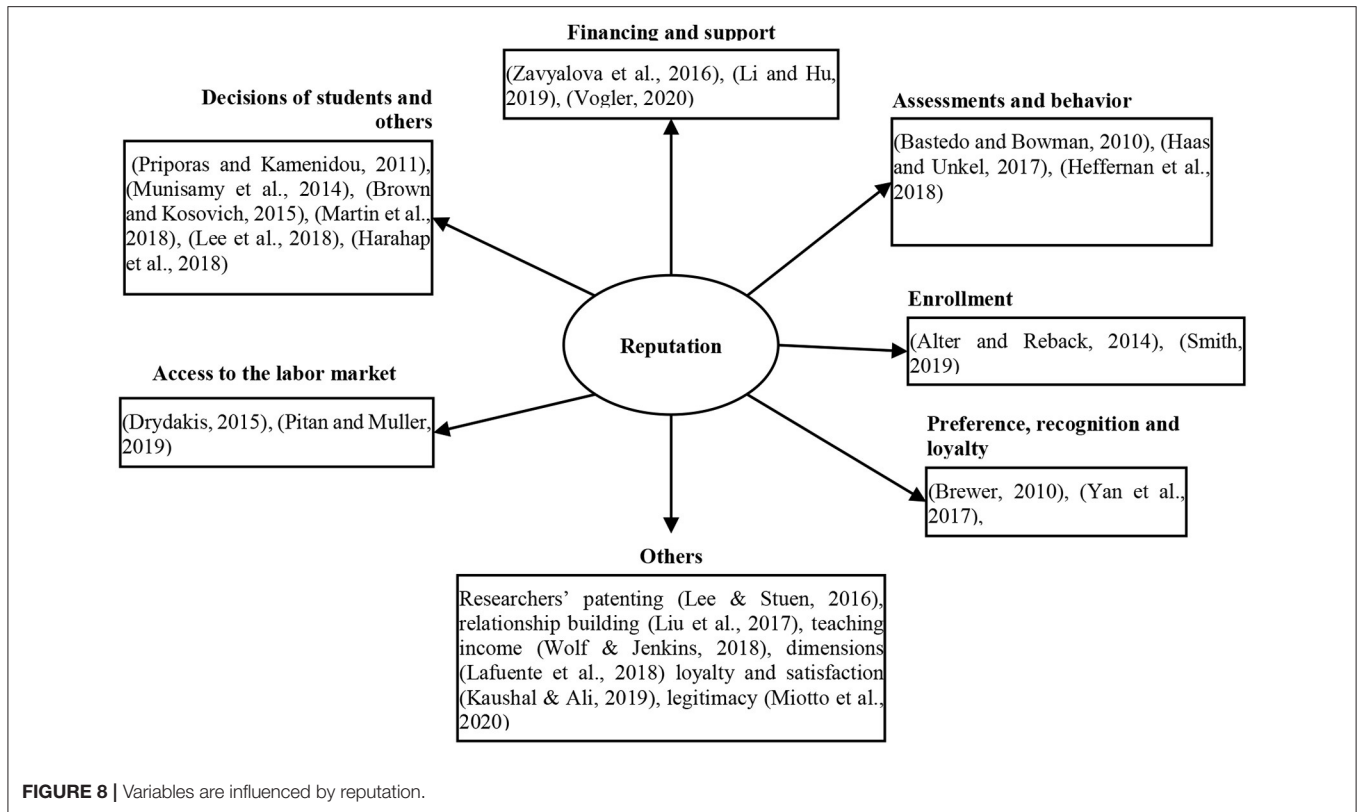 Financing and support
(Zavyalova et al., 2016), (Li and Hu,
2019), (Vogler, 2020)
Decisions of students and
others
(Priporas and Kamenidou, 2011),
(Munisamy et al., 2014), (Brown
and Kosovich, 2015), (Martin et al.,
2018), (Lee et al., 2018), (Harahap
et al., 2018)
Assessments and behavior
(Bastedo and Bowman, 2010), (Haas
and Unkel, 2017), (Heffernan et al.,
2018)
Reputation
Enrollment
(Alter and Reback, 2014), (Smith,
2019)
Access to the labor market
(Drydakis, 2015), (Pitan and Muller,
2019)
Preference, recognition and
loyalty
(Brewer, 2010), (Yan et al.,
2017),
Others
Researchers' patenting (Lee & Stuen, 2016),
relationship building (Liu et al., 2017), teaching
income (Wolf & Jenkins, 2018), dimensions
(Lafuente et al., 2018) loyalty and satisfaction
(Kaushal & Ali, 2019), legitimacy (Miotto et al.,
2020)
FIGURE 8 | Variables are influenced by reputation.